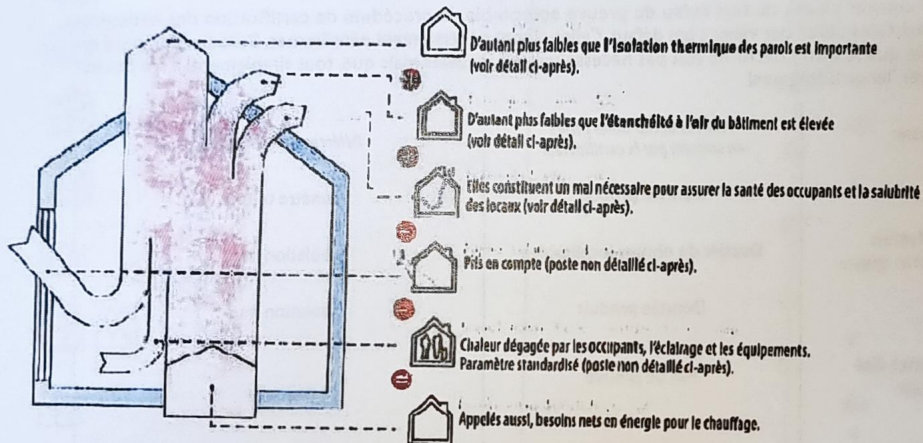 D'autant plus faibles que l'isolation thermique des parois est importante
(voir détail ci-après).
D'autant plus faibles que l'étanchéité à l'air du bâtiment est élevée
(voir détail ci-après).
Elles constituent un mal nécessaire pour assurer la santé des occupants et la salubrité
des locaux (voir détail ci-après).
Pris en compte (poste non détaillé ci-après).
Chaleur dégagée par les occupants, l'éclairage et les équipements.
Paramètre standardisé (poste non détaillé ci-après).
Appelés aussi, besoins nets en énergie pour le chauffage.